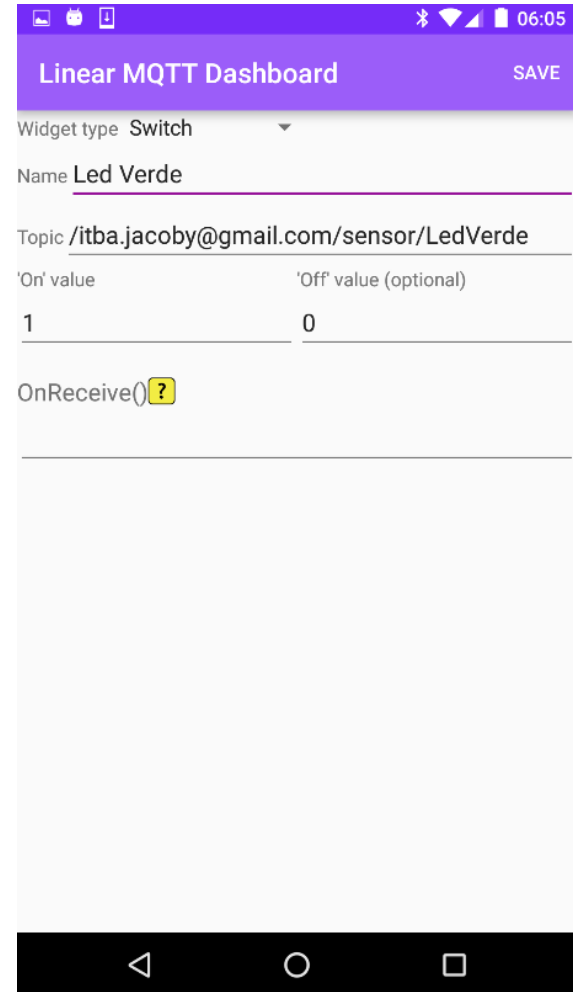 06:05
Linear MQTT Dashboard SAVE
Widget type Switch
Name Led Verde
Topic /itba.jacoby@gmail.com/sensor/LedVerde
'On' value 'Off' value (optional)
1 0
OnReceive() ?